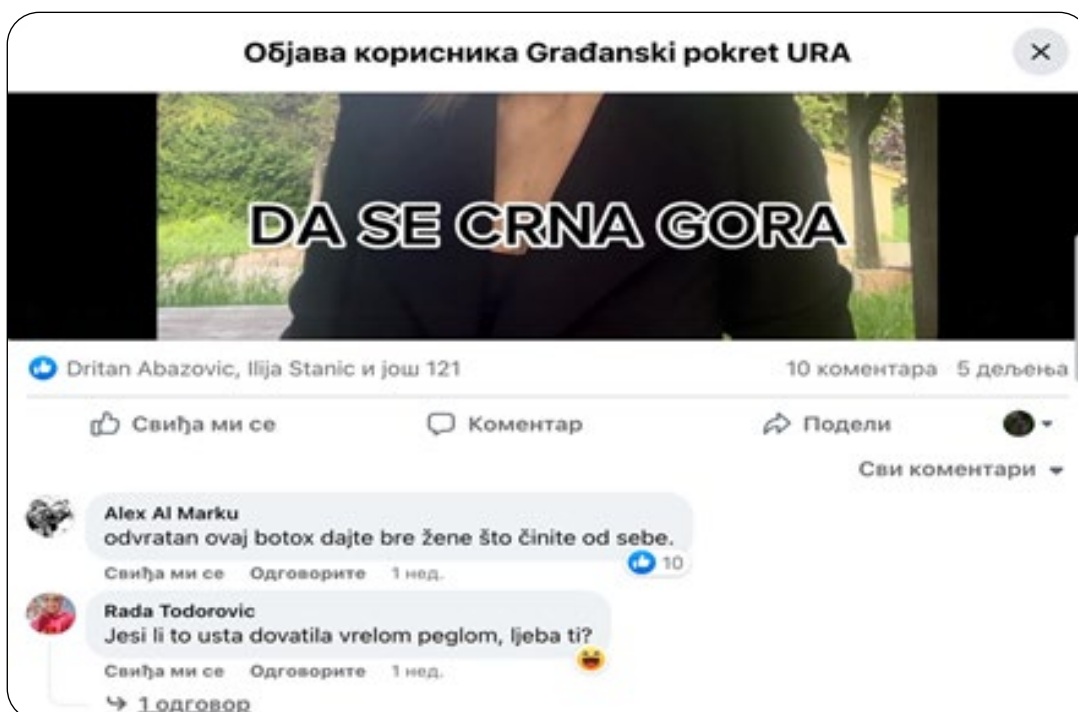 Објава корисника Građanski pokret URA
DA SE CRNA GORA
Dritan Abazovic, Ilija Stanic и још 121
10 коментара 5 дељења
Свиђа ми се Коментар Подели
Сви коментари
Alex Al Marku
odvratan ovaj botox dajte bre žene što činite od sebe.
Свиђа ми се Одговорите 1 нед.
10
Rada Todorovic
Jesi li to usta dovatila vrelom peglom, ljeba ti?
Свиђа ми се Одговорите 1 нед.
1 одговор